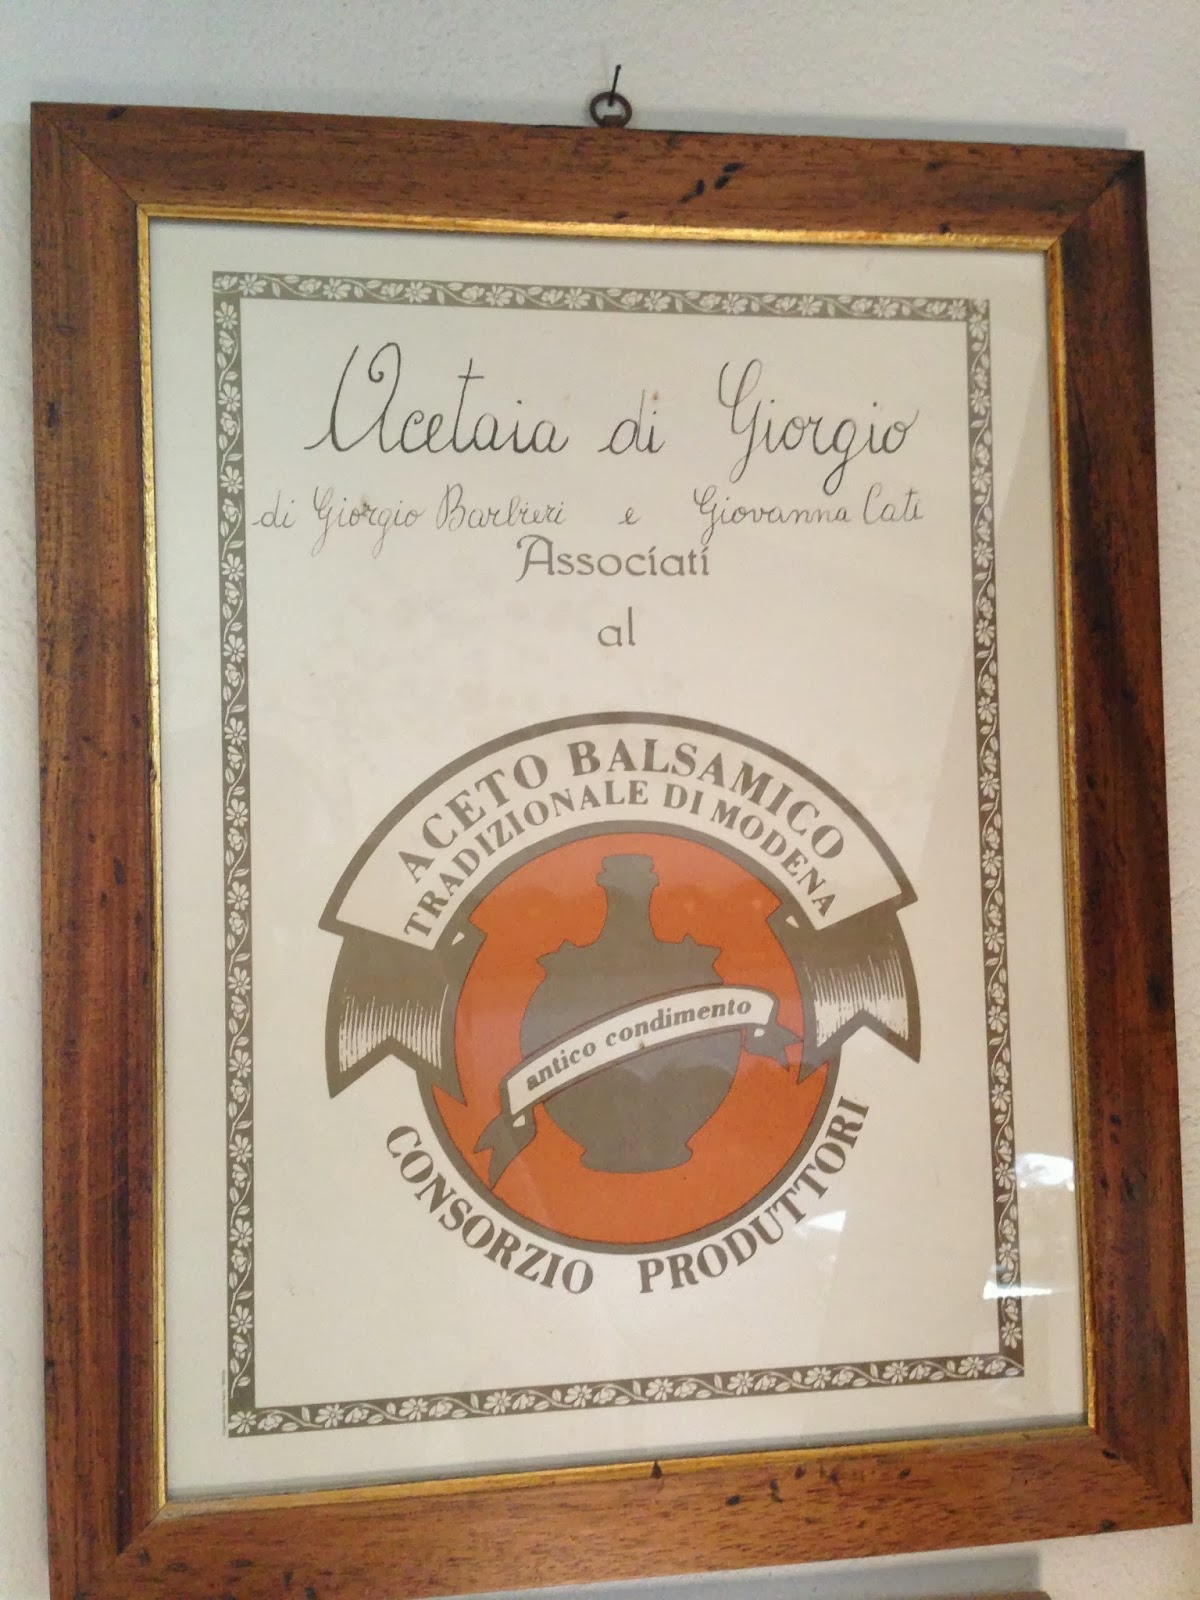 Acetaia di Giorgio
di Giorgio Barbieri e Giovanna Cati
Associati
al
ACETO BALSAMICO
TRADIZIONALE DI MODENA
antico condimento
CONSORZIO PRODUTTORI